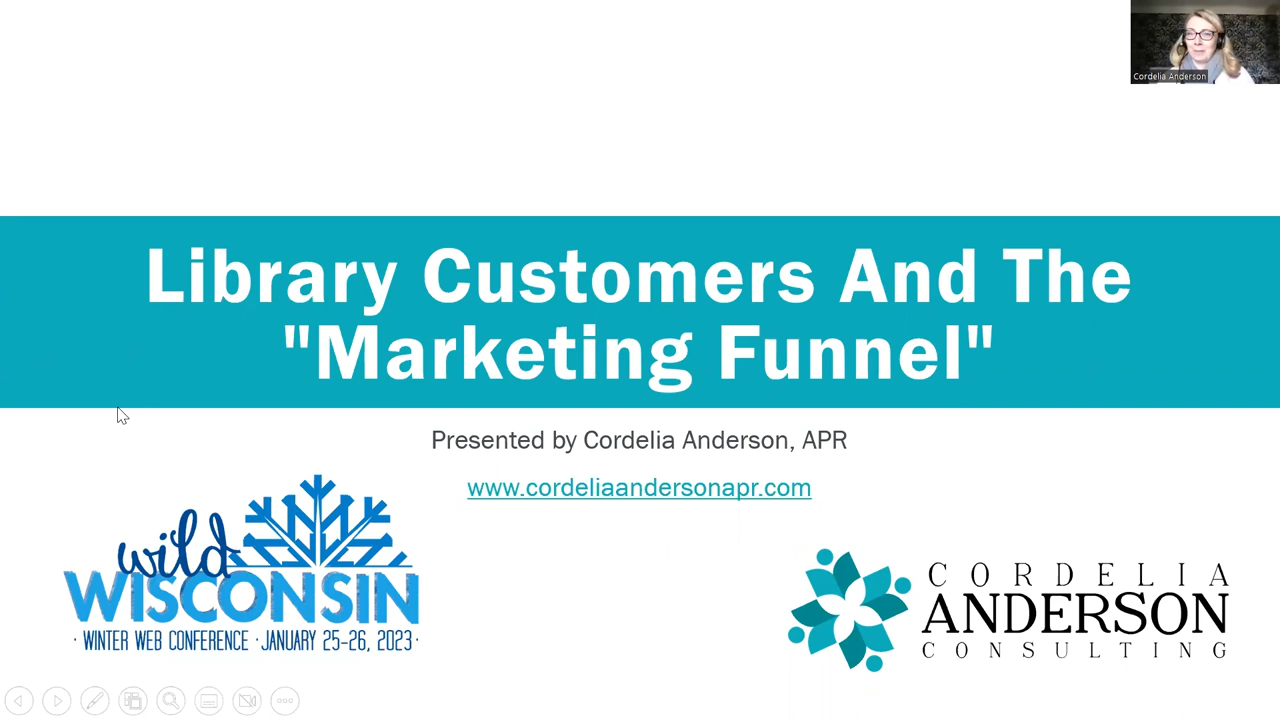 Cordelia Anderson
Library Customers And The
"Marketing Funnel"
Presented by Cordelia Anderson, APR
www.cordeliaandersonapr.com
wild
WISCONSIN
· WINTER WEB CONFERENCE · JANUARY 25-26, 2023 ·
CORDELIA
ANDERSON
CONSULTING